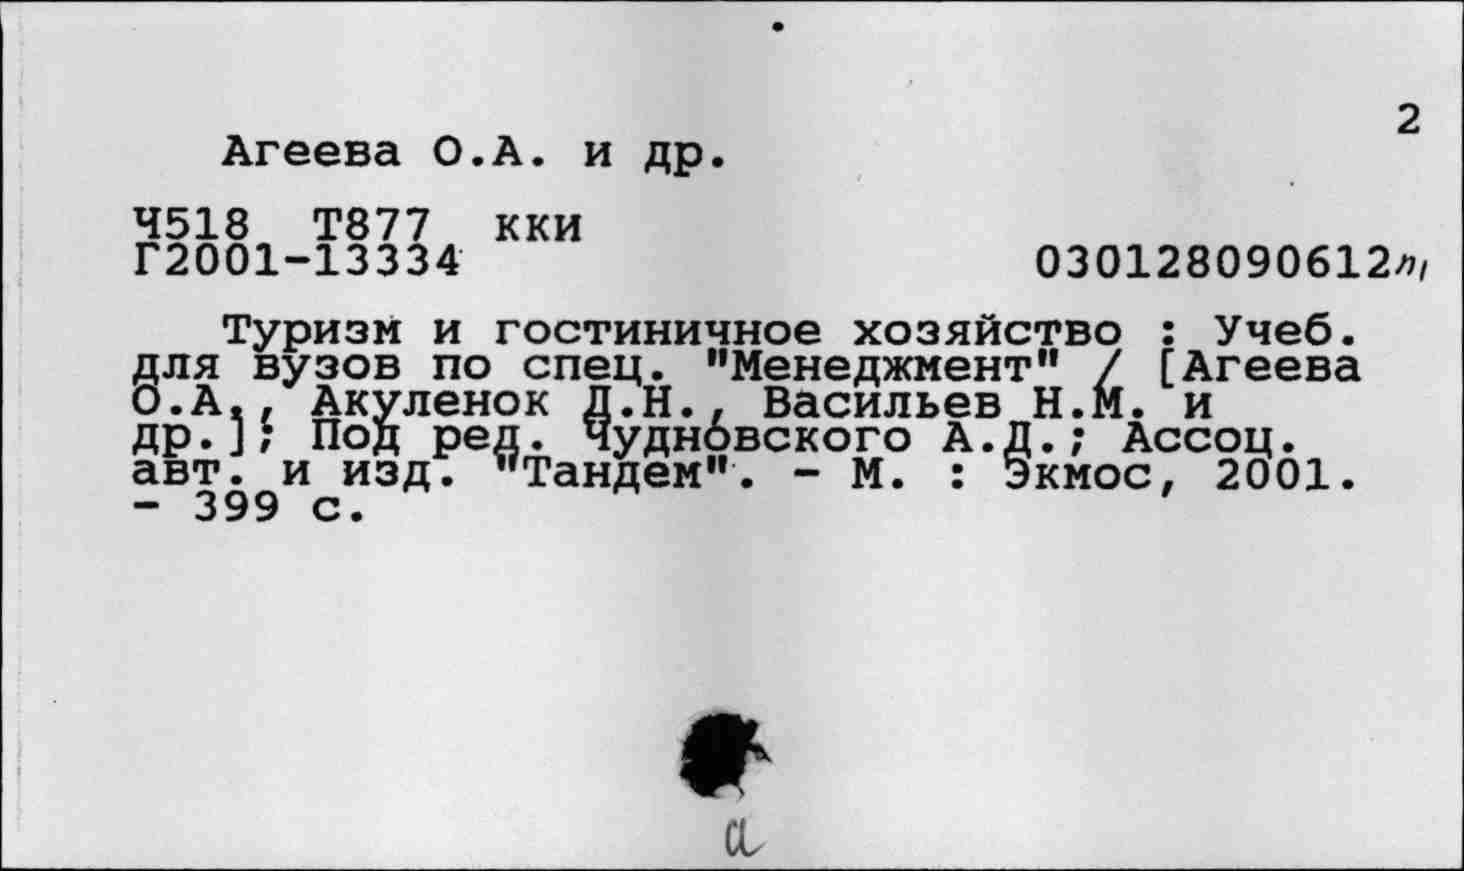 2
Агеева О.А. и др.
Ч518 Т877 кки
Г2001-13334 030128090612
Туризм и гостиничное хозяйство : Учеб.
для вузов по спец. "Менеджмент" / [Агеева
О.А., Акуленок Д.Н., Васильев Н.М. и
др.]; Под ред. Чудновского А.Д.; Ассоц.
авт. и изд. "Тандем". - М. : Экмос, 2001.
- 399 с.
а